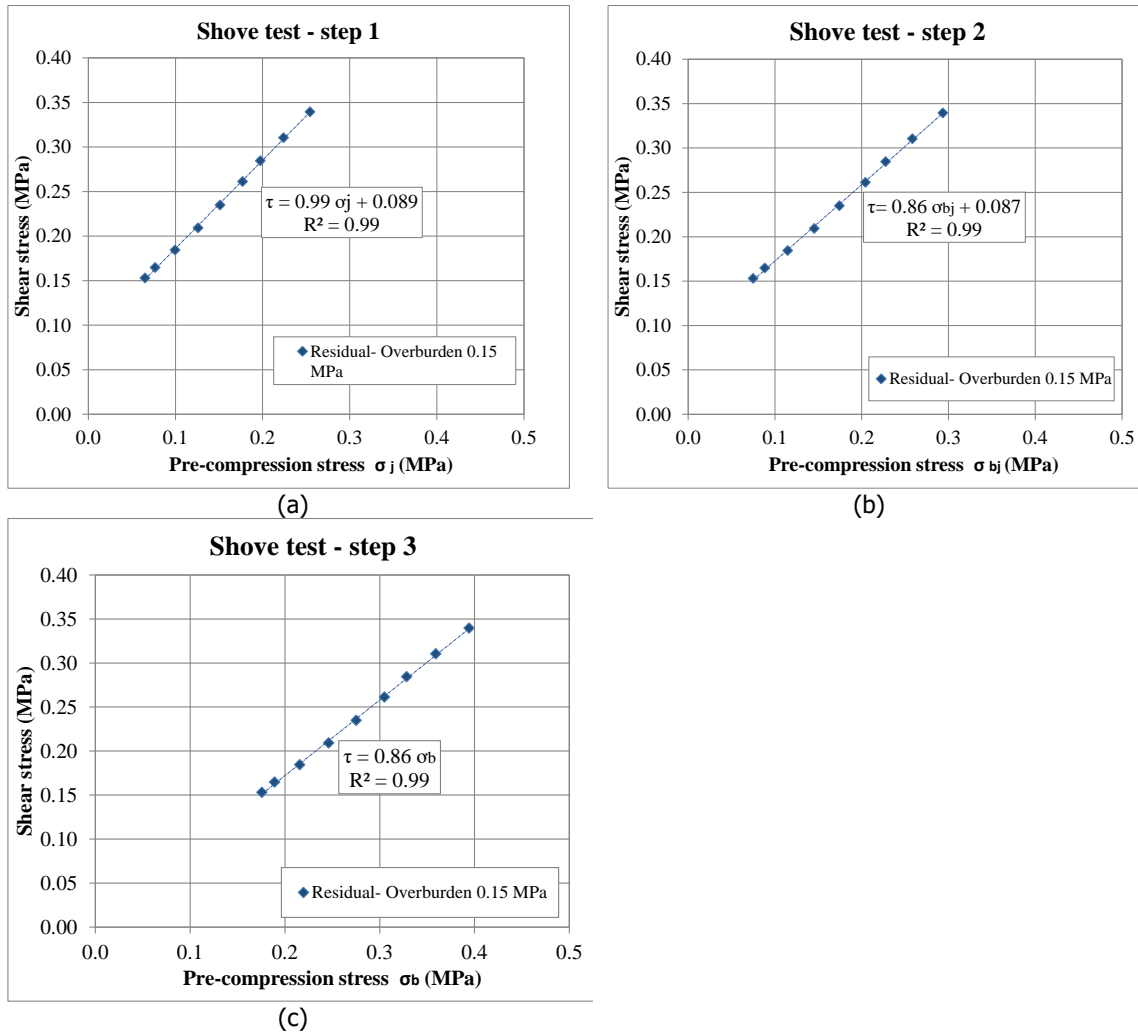 Shove test - step 1
Shear stress (MPa)
0.40
0.35
0.30
0.25
0.20
0.15
0.10
0.05
0.00
τ = 0.99 σj + 0.089
R² = 0.99
Residual- Overburden 0.15
MPa
0.0 0.1 0.2 0.3 0.4 0.5
Pre-compression stress σ j (MPa)
(a)
Shove test - step 2
Shear stress (MPa)
0.40
0.35
0.30
0.25
0.20
0.15
0.10
0.05
0.00
τ= 0.86 σbj + 0.087
R² = 0.99
Residual- Overburden 0.15 MPa
0.0 0.1 0.2 0.3 0.4 0.5
Pre-compression stress σ bj (MPa)
(b)
Shove test - step 3
Shear stress (MPa)
0.40
0.35
0.30
0.25
0.20
0.15
0.10
0.05
0.00
τ = 0.86 σb
R² = 0.99
Residual- Overburden 0.15 MPa
0.0 0.1 0.2 0.3 0.4 0.5
Pre-compression stress σb (MPa)
(c)